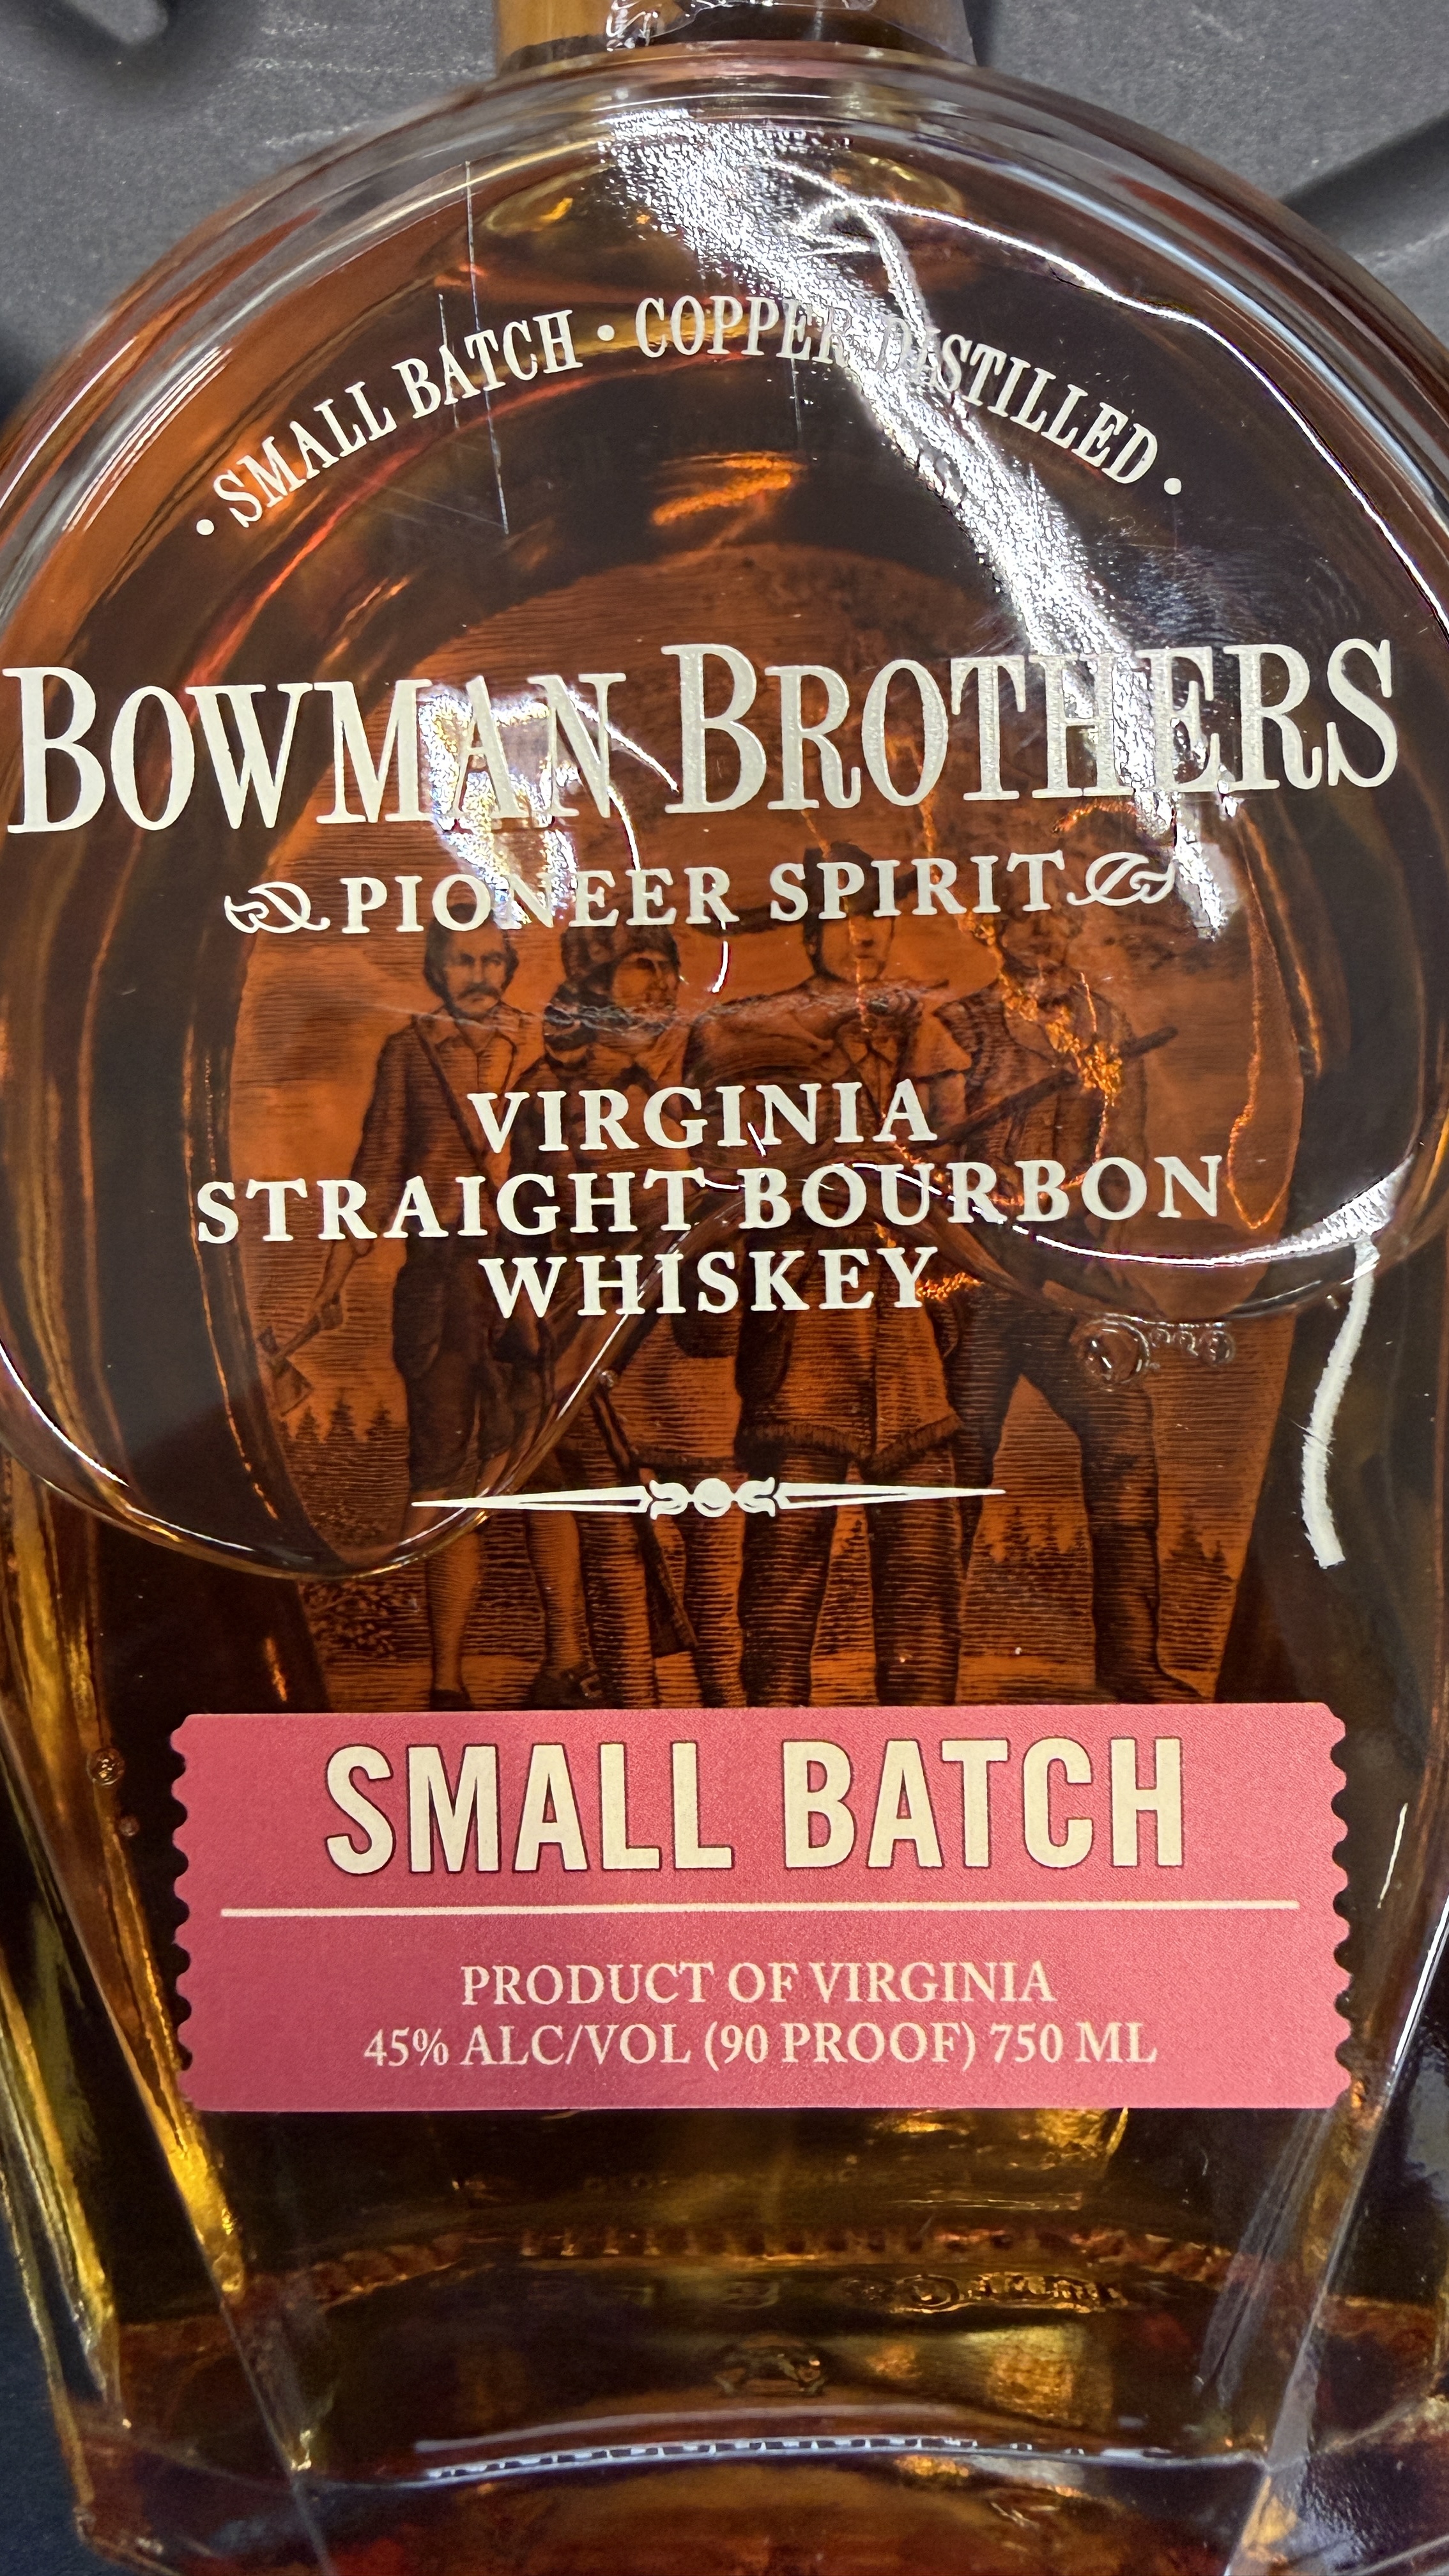 • SMALL BATCH • COPPER DISTILLED •
BOWMAN BROTHERS
PIONEER SPIRIT
VIRGINIA
STRAIGHT BOURBON
WHISKEY
SMALL BATCH
PRODUCT OF VIRGINIA
45% ALC/VOL (90 PROOF) 750 ML